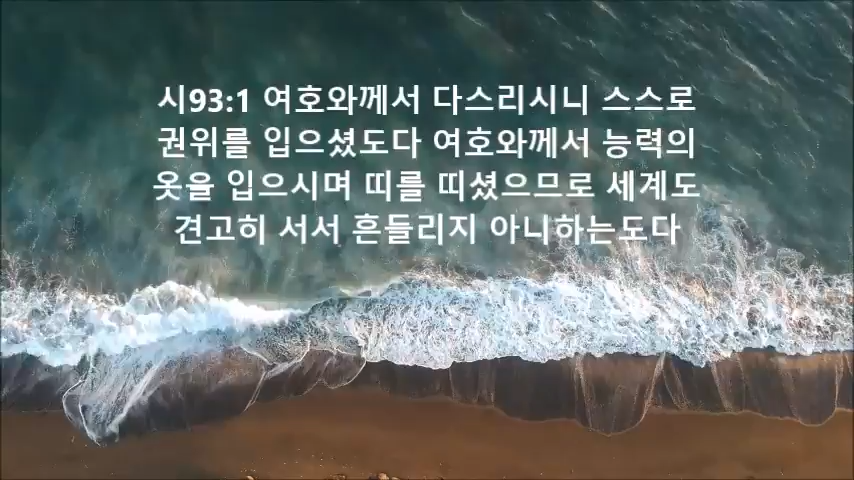 시93:1 여호와께서 다스리시니 스스로
권위를 입으셨도다 여호와께서 능력의
옷을 입으시며 띠를 띠셨으므로 세계도
견고히 서서 흔들리지 아니하는도다